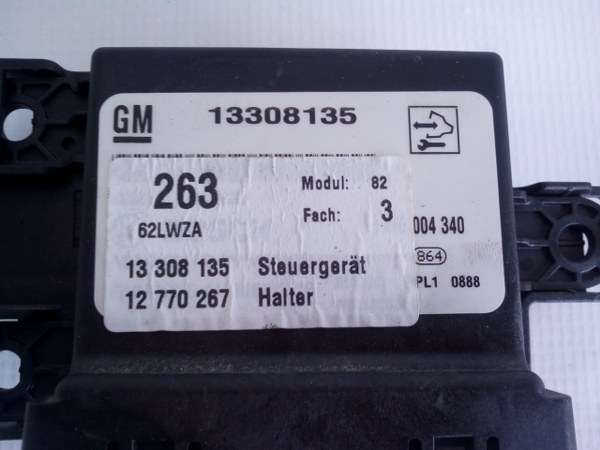 GM 13308135
263 Modul: 82
Fach: 3
62LWZA
004 340
13 308 135 Steuergerät
864
12 770 267 Halter
PL1 0888